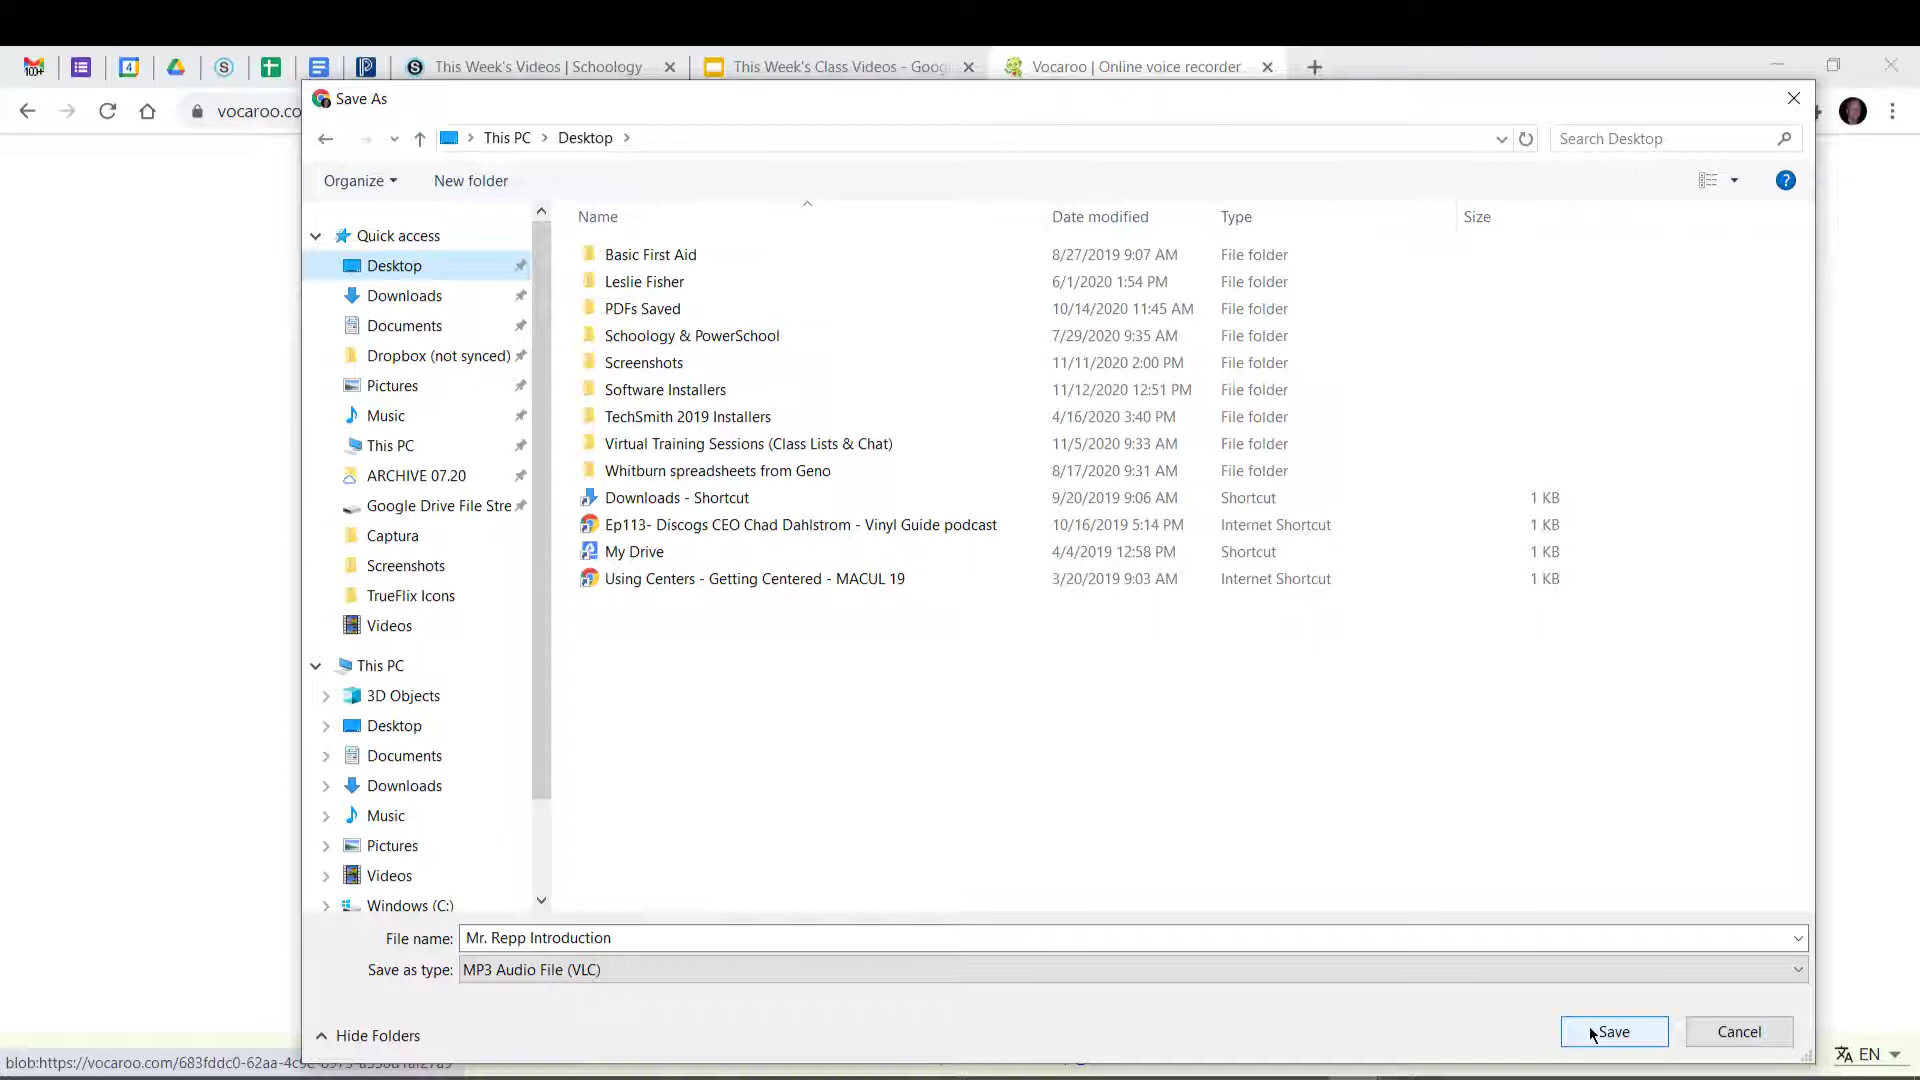 100+ 4 This Week's Videos | Schoology This Week's Class Videos - Goog Vocaroo | Online voice recorder
Save As
vocaroo.co
This PC Desktop Search Desktop
Organize New folder
Name Date modified Type Size
Quick access
Desktop
Downloads
Documents
Dropbox (not synced)
Pictures
Music
This PC
ARCHIVE 07.20
Google Drive File Stre
Captura
Screenshots
TrueFlix Icons
Videos
This PC
3D Objects
Desktop
Documents
Downloads
Music
Pictures
Videos
Windows (C:)
Basic First Aid 8/27/2019 9:07 AM File folder
Leslie Fisher 6/1/2020 1:54 PM File folder
PDFs Saved 10/14/2020 11:45 AM File folder
Schoology & PowerSchool 7/29/2020 9:35 AM File folder
Screenshots 11/11/2020 2:00 PM File folder
Software Installers 11/12/2020 12:51 PM File folder
TechSmith 2019 Installers 4/16/2020 3:40 PM File folder
Virtual Training Sessions (Class Lists & Chat) 11/5/2020 9:33 AM File folder
Whitburn spreadsheets from Geno 8/17/2020 9:31 AM File folder
Downloads - Shortcut 9/20/2019 9:06 AM Shortcut 1 KB
Ep113- Discogs CEO Chad Dahlstrom - Vinyl Guide podcast 10/16/2019 5:14 PM Internet Shortcut 1 KB
My Drive 4/4/2019 12:58 PM Shortcut 1 KB
Using Centers - Getting Centered - MACUL 19 3/20/2019 9:03 AM Internet Shortcut 1 KB
File name: Mr. Repp Introduction
Save as type: MP3 Audio File (VLC)
Hide Folders Save Cancel
blob:https://vocaroo.com/683fddc0-62aa-4c9e- EN